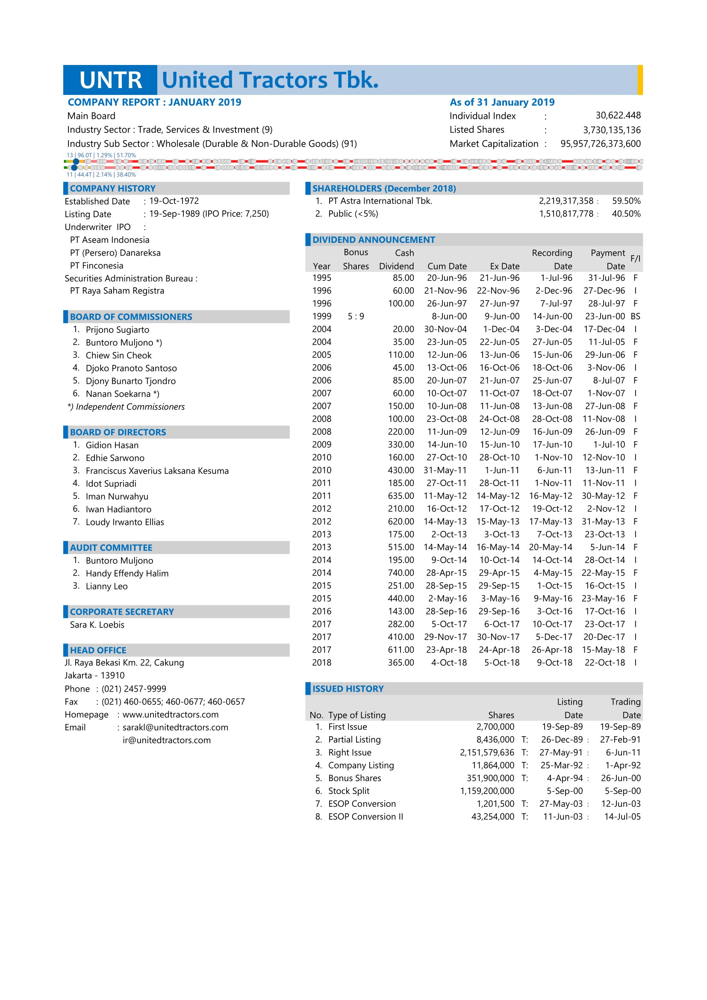 UNTR United Tractors Tbk.
COMPANY REPORT : JANUARY 2019
Main Board
Industry Sector : Trade, Services & Investment (9)
Industry Sub Sector : Wholesale (Durable & Non-Durable Goods) (91)
As of 31 January 2019
Individual Index : 30,622.448
Listed Shares : 3,730,135,136
Market Capitalization : 95,957,726,373,600
13 | 96.0T | 1.29% | 51.70%
11 | 44.4T | 2.14% | 38.40%
COMPANY HISTORY
Established Date : 19-Oct-1972
Listing Date : 19-Sep-1989 (IPO Price: 7,250)
Underwriter IPO :
PT Aseam Indonesia
PT (Persero) Danareksa
PT Finconesia
Securities Administration Bureau :
PT Raya Saham Registra
BOARD OF COMMISSIONERS
1. Prijono Sugiarto
2. Buntoro Muljono *)
3. Chiew Sin Cheok
4. Djoko Pranoto Santoso
5. Djony Bunarto Tjondro
6. Nanan Soekarna *)
*) Independent Commissioners
BOARD OF DIRECTORS
1. Gidion Hasan
2. Edhie Sarwono
3. Franciscus Xaverius Laksana Kesuma
4. Idot Supriadi
5. Iman Nurwahyu
6. Iwan Hadiantoro
7. Loudy Irwanto Ellias
AUDIT COMMITTEE
1. Buntoro Muljono
2. Handy Effendy Halim
3. Lianny Leo
CORPORATE SECRETARY
Sara K. Loebis
HEAD OFFICE
Jl. Raya Bekasi Km. 22, Cakung
Jakarta - 13910
Phone : (021) 2457-9999
Fax : (021) 460-0655; 460-0677; 460-0657
Homepage : www.unitedtractors.com
Email : sarakl@unitedtractors.com
ir@unitedtractors.com
SHAREHOLDERS (December 2018)
1. PT Astra International Tbk. 2,219,317,358 : 59.50%
2. Public (<5%) 1,510,817,778 : 40.50%
DIVIDEND ANNOUNCEMENT
Bonus Cash Recording Payment F/I
Year Shares Dividend Cum Date Ex Date Date Date
1995 85.00 20-Jun-96 21-Jun-96 1-Jul-96 31-Jul-96 F
1996 60.00 21-Nov-96 22-Nov-96 2-Dec-96 27-Dec-96 I
1996 100.00 26-Jun-97 27-Jun-97 7-Jul-97 28-Jul-97 F
1999 5 : 9 8-Jun-00 9-Jun-00 14-Jun-00 23-Jun-00 BS
2004 20.00 30-Nov-04 1-Dec-04 3-Dec-04 17-Dec-04 I
2004 35.00 23-Jun-05 22-Jun-05 27-Jun-05 11-Jul-05 F
2005 110.00 12-Jun-06 13-Jun-06 15-Jun-06 29-Jun-06 F
2006 45.00 13-Oct-06 16-Oct-06 18-Oct-06 3-Nov-06 I
2006 85.00 20-Jun-07 21-Jun-07 25-Jun-07 8-Jul-07 F
2007 60.00 10-Oct-07 11-Oct-07 18-Oct-07 1-Nov-07 I
2007 150.00 10-Jun-08 11-Jun-08 13-Jun-08 27-Jun-08 F
2008 100.00 23-Oct-08 24-Oct-08 28-Oct-08 11-Nov-08 I
2008 220.00 11-Jun-09 12-Jun-09 16-Jun-09 26-Jun-09 F
2009 330.00 14-Jun-10 15-Jun-10 17-Jun-10 1-Jul-10 F
2010 160.00 27-Oct-10 28-Oct-10 1-Nov-10 12-Nov-10 I
2010 430.00 31-May-11 1-Jun-11 6-Jun-11 13-Jun-11 F
2011 185.00 27-Oct-11 28-Oct-11 1-Nov-11 11-Nov-11 I
2011 635.00 11-May-12 14-May-12 16-May-12 30-May-12 F
2012 210.00 16-Oct-12 17-Oct-12 19-Oct-12 2-Nov-12 I
2012 620.00 14-May-13 15-May-13 17-May-13 31-May-13 F
2013 175.00 2-Oct-13 3-Oct-13 7-Oct-13 23-Oct-13 I
2013 515.00 14-May-14 16-May-14 20-May-14 5-Jun-14 F
2014 195.00 9-Oct-14 10-Oct-14 14-Oct-14 28-Oct-14 I
2014 740.00 28-Apr-15 29-Apr-15 4-May-15 22-May-15 F
2015 251.00 28-Sep-15 29-Sep-15 1-Oct-15 16-Oct-15 I
2015 440.00 2-May-16 3-May-16 9-May-16 23-May-16 F
2016 143.00 28-Sep-16 29-Sep-16 3-Oct-16 17-Oct-16 I
2017 282.00 5-Oct-17 6-Oct-17 10-Oct-17 23-Oct-17 I
2017 410.00 29-Nov-17 30-Nov-17 5-Dec-17 20-Dec-17 I
2017 611.00 23-Apr-18 24-Apr-18 26-Apr-18 15-May-18 F
2018 365.00 4-Oct-18 5-Oct-18 9-Oct-18 22-Oct-18 I
ISSUED HISTORY
Listing Trading
No. Type of Listing Shares Date Date
1. First Issue 2,700,000 19-Sep-89 19-Sep-89
2. Partial Listing 8,436,000 T: 26-Dec-89 : 27-Feb-91
3. Right Issue 2,151,579,636 T: 27-May-91 : 6-Jun-11
4. Company Listing 11,864,000 T: 25-Mar-92 : 1-Apr-92
5. Bonus Shares 351,900,000 T: 4-Apr-94 : 26-Jun-00
6. Stock Split 1,159,200,000 5-Sep-00 5-Sep-00
7. ESOP Conversion 1,201,500 T: 27-May-03 : 12-Jun-03
8. ESOP Conversion II 43,254,000 T: 11-Jun-03 : 14-Jul-05